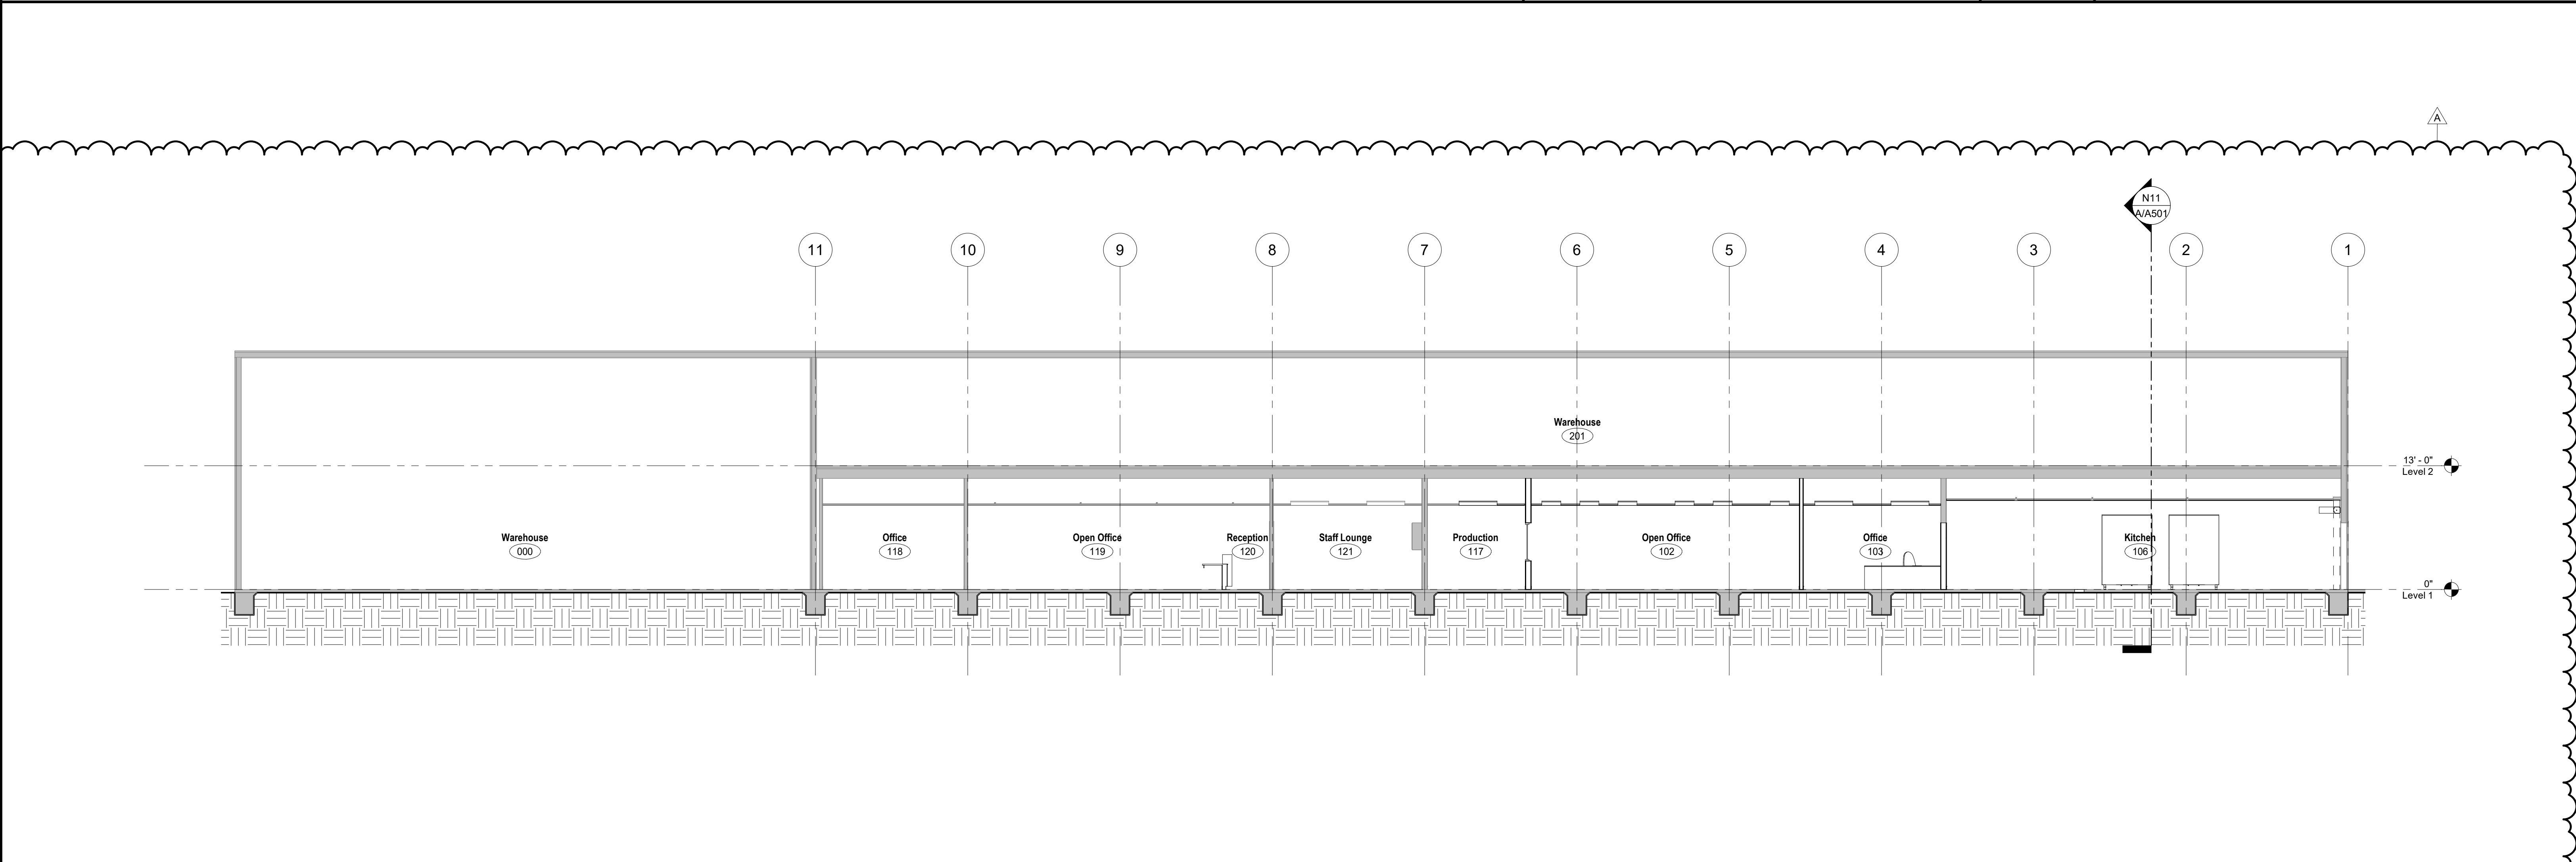 A
N11
A/A501
11
10
9
8
7
6
5
4
3
2
1
Warehouse
201
13' - 0"
Level 2
Warehouse
000
Office
118
Open Office
119
Reception
120
Staff Lounge
121
Production
117
Open Office
102
Office
103
Kitchen
106
0"
Level 1